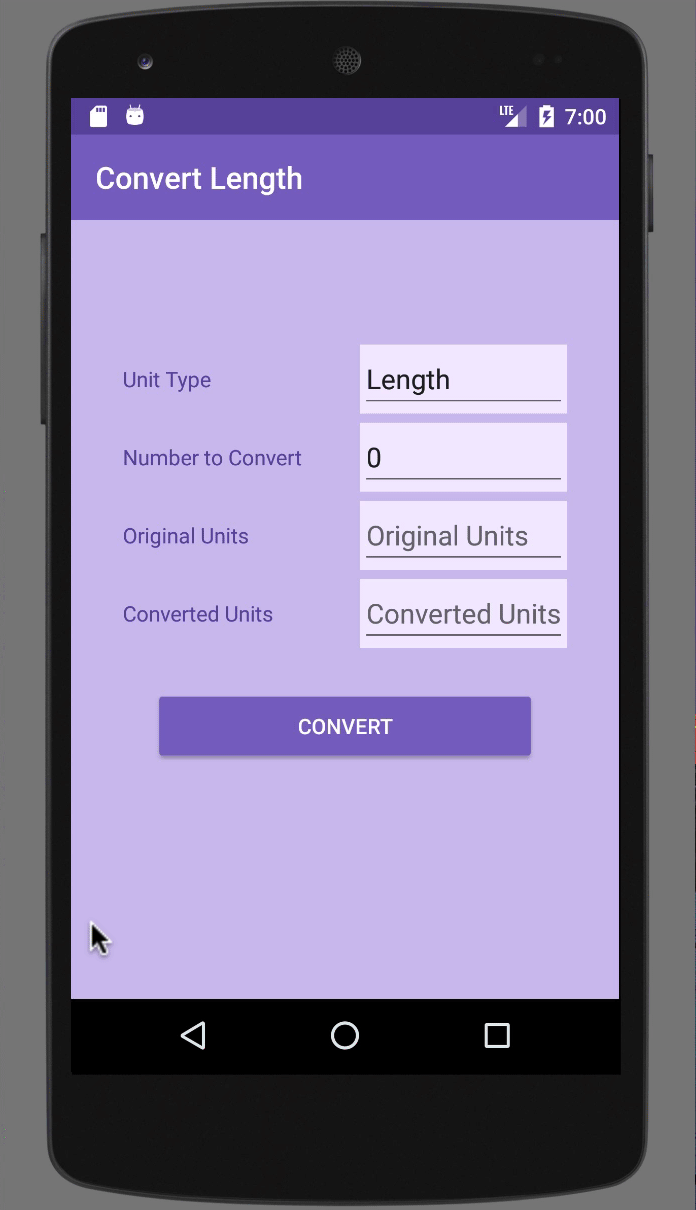 LTE 7:00
Convert Length
Unit Type Length
Number to Convert 0
Original Units Original Units
Converted Units Converted Units
CONVERT